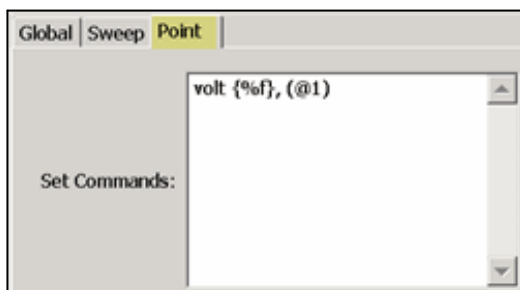 Global Sweep Point
volt {%f}, (@1)
Set Commands: